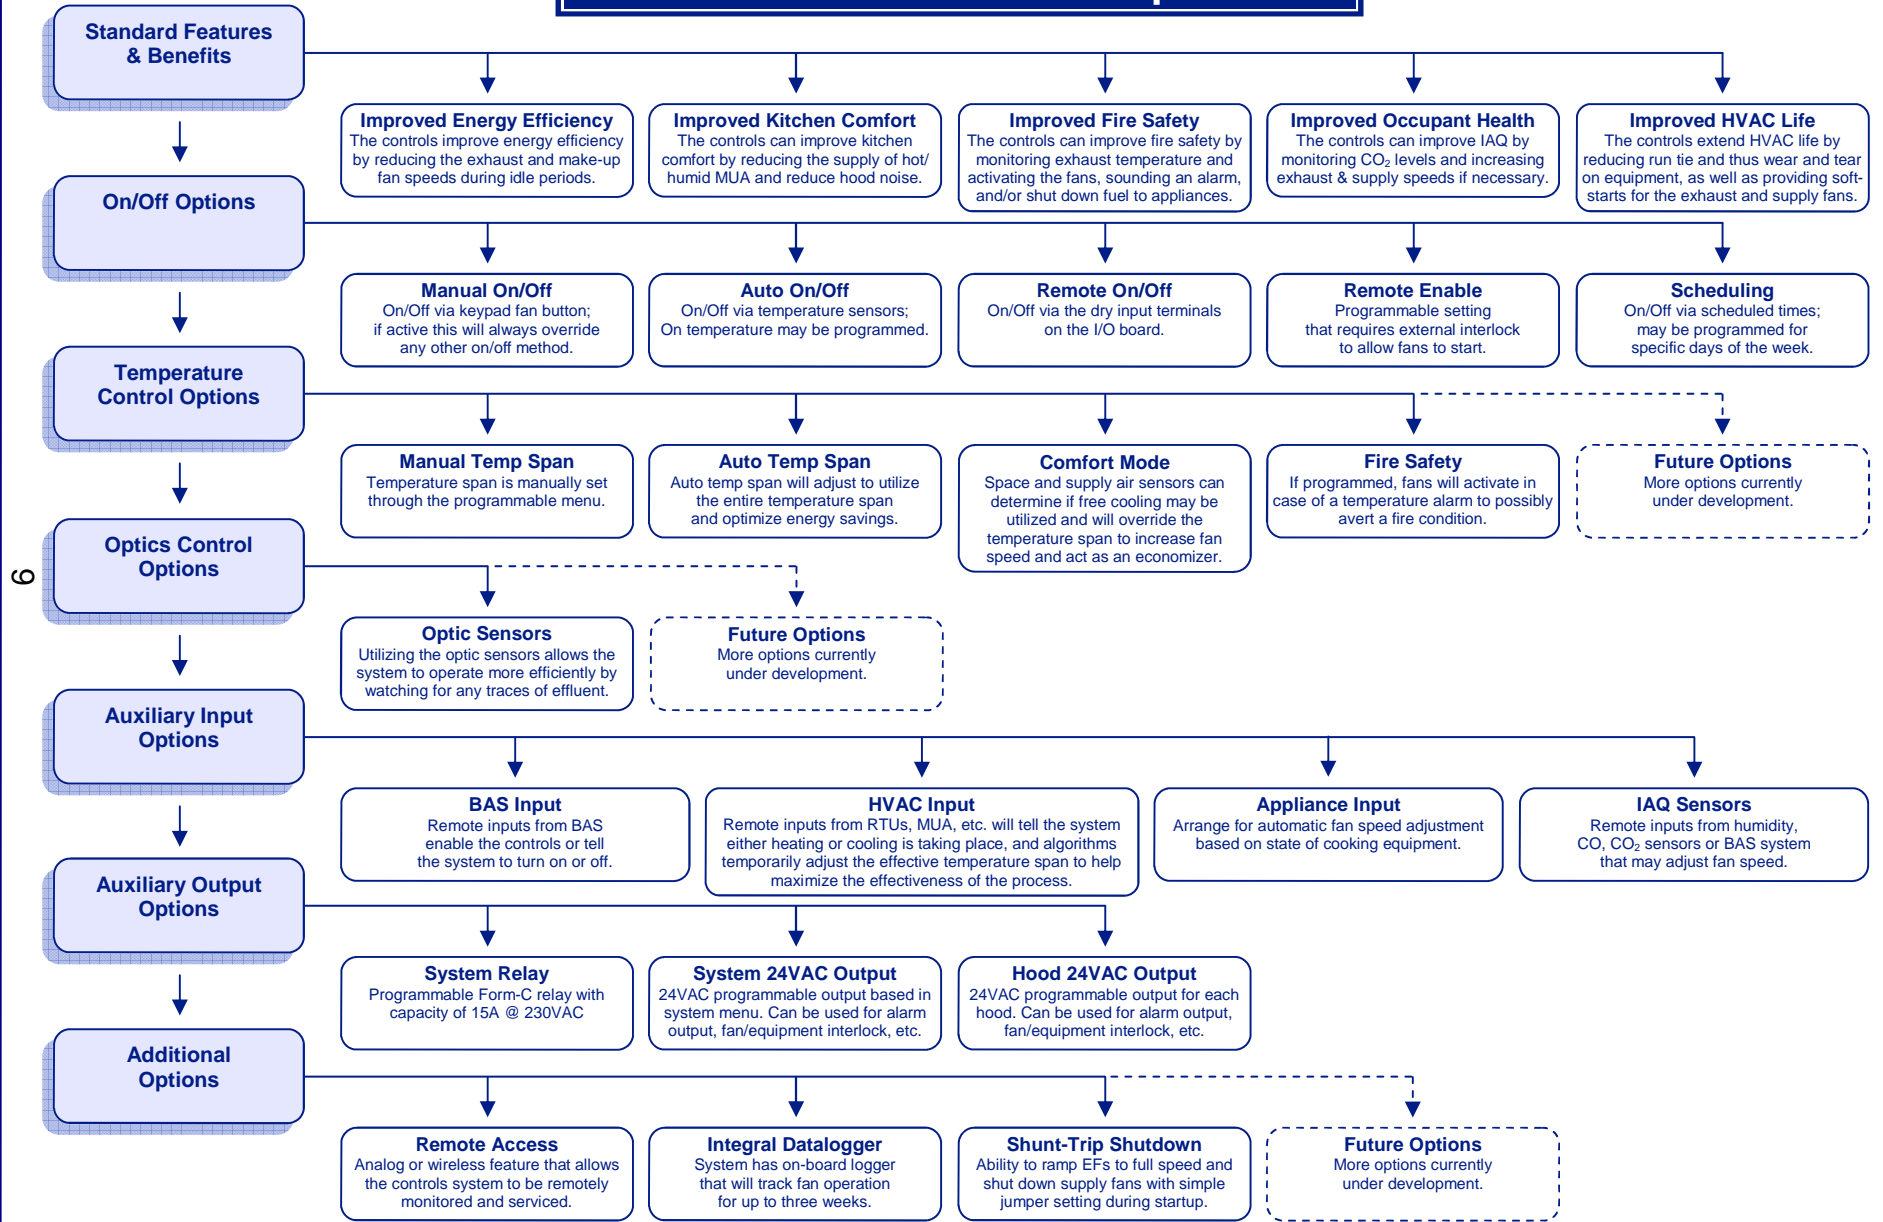 Standard Features
& Benefits
Improved Energy Efficiency
The controls improve energy efficiency
by reducing the exhaust and make-up
fan speeds during idle periods.
Improved Kitchen Comfort
The controls can improve kitchen
comfort by reducing the supply of hot/
humid MUA and reduce hood noise.
Improved Fire Safety
The controls can improve fire safety by
monitoring exhaust temperature and
activating the fans, sounding an alarm,
and/or shut down fuel to appliances.
Improved Occupant Health
The controls can improve IAQ by
monitoring CO₂ levels and increasing
exhaust & supply speeds if necessary.
Improved HVAC Life
The controls extend HVAC life by
reducing run tie and thus wear and tear
on equipment, as well as providing soft-
starts for the exhaust and supply fans.
On/Off Options
Manual On/Off
On/Off via keypad fan button;
if active this will always override
any other on/off method.
Auto On/Off
On/Off via temperature sensors;
On temperature may be programmed.
Remote On/Off
On/Off via the dry input terminals
on the I/O board.
Remote Enable
Programmable setting
that requires external interlock
to allow fans to start.
Scheduling
On/Off via scheduled times;
may be programmed for
specific days of the week.
Temperature
Control Options
Manual Temp Span
Temperature span is manually set
through the programmable menu.
Auto Temp Span
Auto temp span will adjust to utilize
the entire temperature span
and optimize energy savings.
Comfort Mode
Space and supply air sensors can
determine if free cooling may be
utilized and will override the
temperature span to increase fan
speed and act as an economizer.
Fire Safety
If programmed, fans will activate in
case of a temperature alarm to possibly
avert a fire condition.
Future Options
More options currently
under development.
Optics Control
Options
Optic Sensors
Utilizing the optic sensors allows the
system to operate more efficiently by
watching for any traces of effluent.
Future Options
More options currently
under development.
6
Auxiliary Input
Options
BAS Input
Remote inputs from BAS
enable the controls or tell
the system to turn on or off.
HVAC Input
Remote inputs from RTUs, MUA, etc. will tell the system
either heating or cooling is taking place, and algorithms
temporarily adjust the effective temperature span to help
maximize the effectiveness of the process.
Appliance Input
Arrange for automatic fan speed adjustment
based on state of cooking equipment.
IAQ Sensors
Remote inputs from humidity,
CO, CO₂ sensors or BAS system
that may adjust fan speed.
Auxiliary Output
Options
System Relay
Programmable Form-C relay with
capacity of 15A @ 230VAC
System 24VAC Output
24VAC programmable output based in
system menu. Can be used for alarm
output, fan/equipment interlock, etc.
Hood 24VAC Output
24VAC programmable output for each
hood. Can be used for alarm output,
fan/equipment interlock, etc.
Additional
Options
Remote Access
Analog or wireless feature that allows
the controls system to be remotely
monitored and serviced.
Integral Datalogger
System has on-board logger
that will track fan operation
for up to three weeks.
Shunt-Trip Shutdown
Ability to ramp EFs to full speed and
shut down supply fans with simple
jumper setting during startup.
Future Options
More options currently
under development.